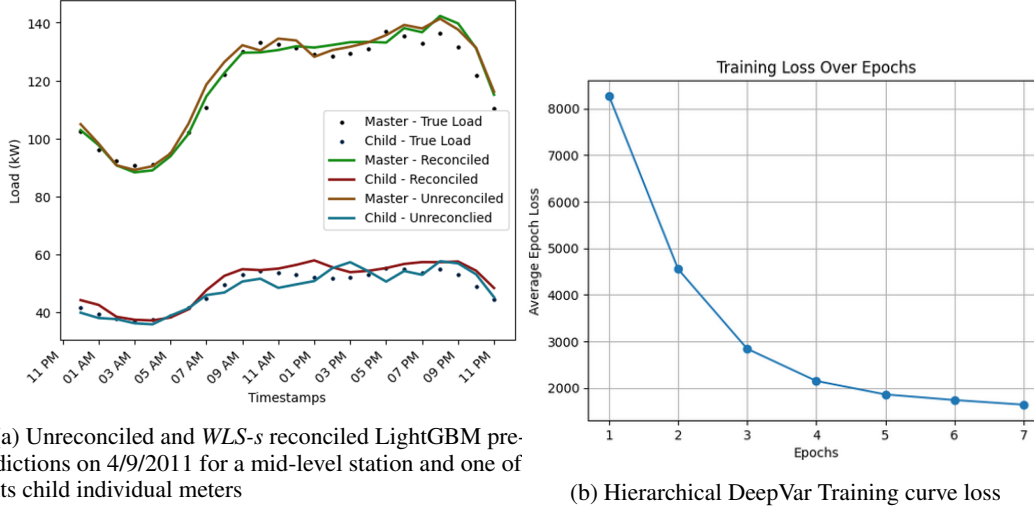 140
120
100
80
60
40
Load (kW)
Master - True Load
Child - True Load
Master - Reconciled
Child - Reconciled
Master - Unreconciled
Child - Unreconclied
11 PM
01 AM
03 AM
05 AM
07 AM
09 AM
11 AM
01 PM
03 PM
05 PM
07 PM
09 PM
11 PM
Timestamps
a) Unreconciled and WLS-s reconciled LightGBM pre-
dictions on 4/9/2011 for a mid-level station and one of
ts child individual meters
Training Loss Over Epochs
8000
7000
6000
5000
4000
3000
2000
Average Epoch Loss
1
2
3
4
5
6
7
Epochs
(b) Hierarchical DeepVar Training curve loss